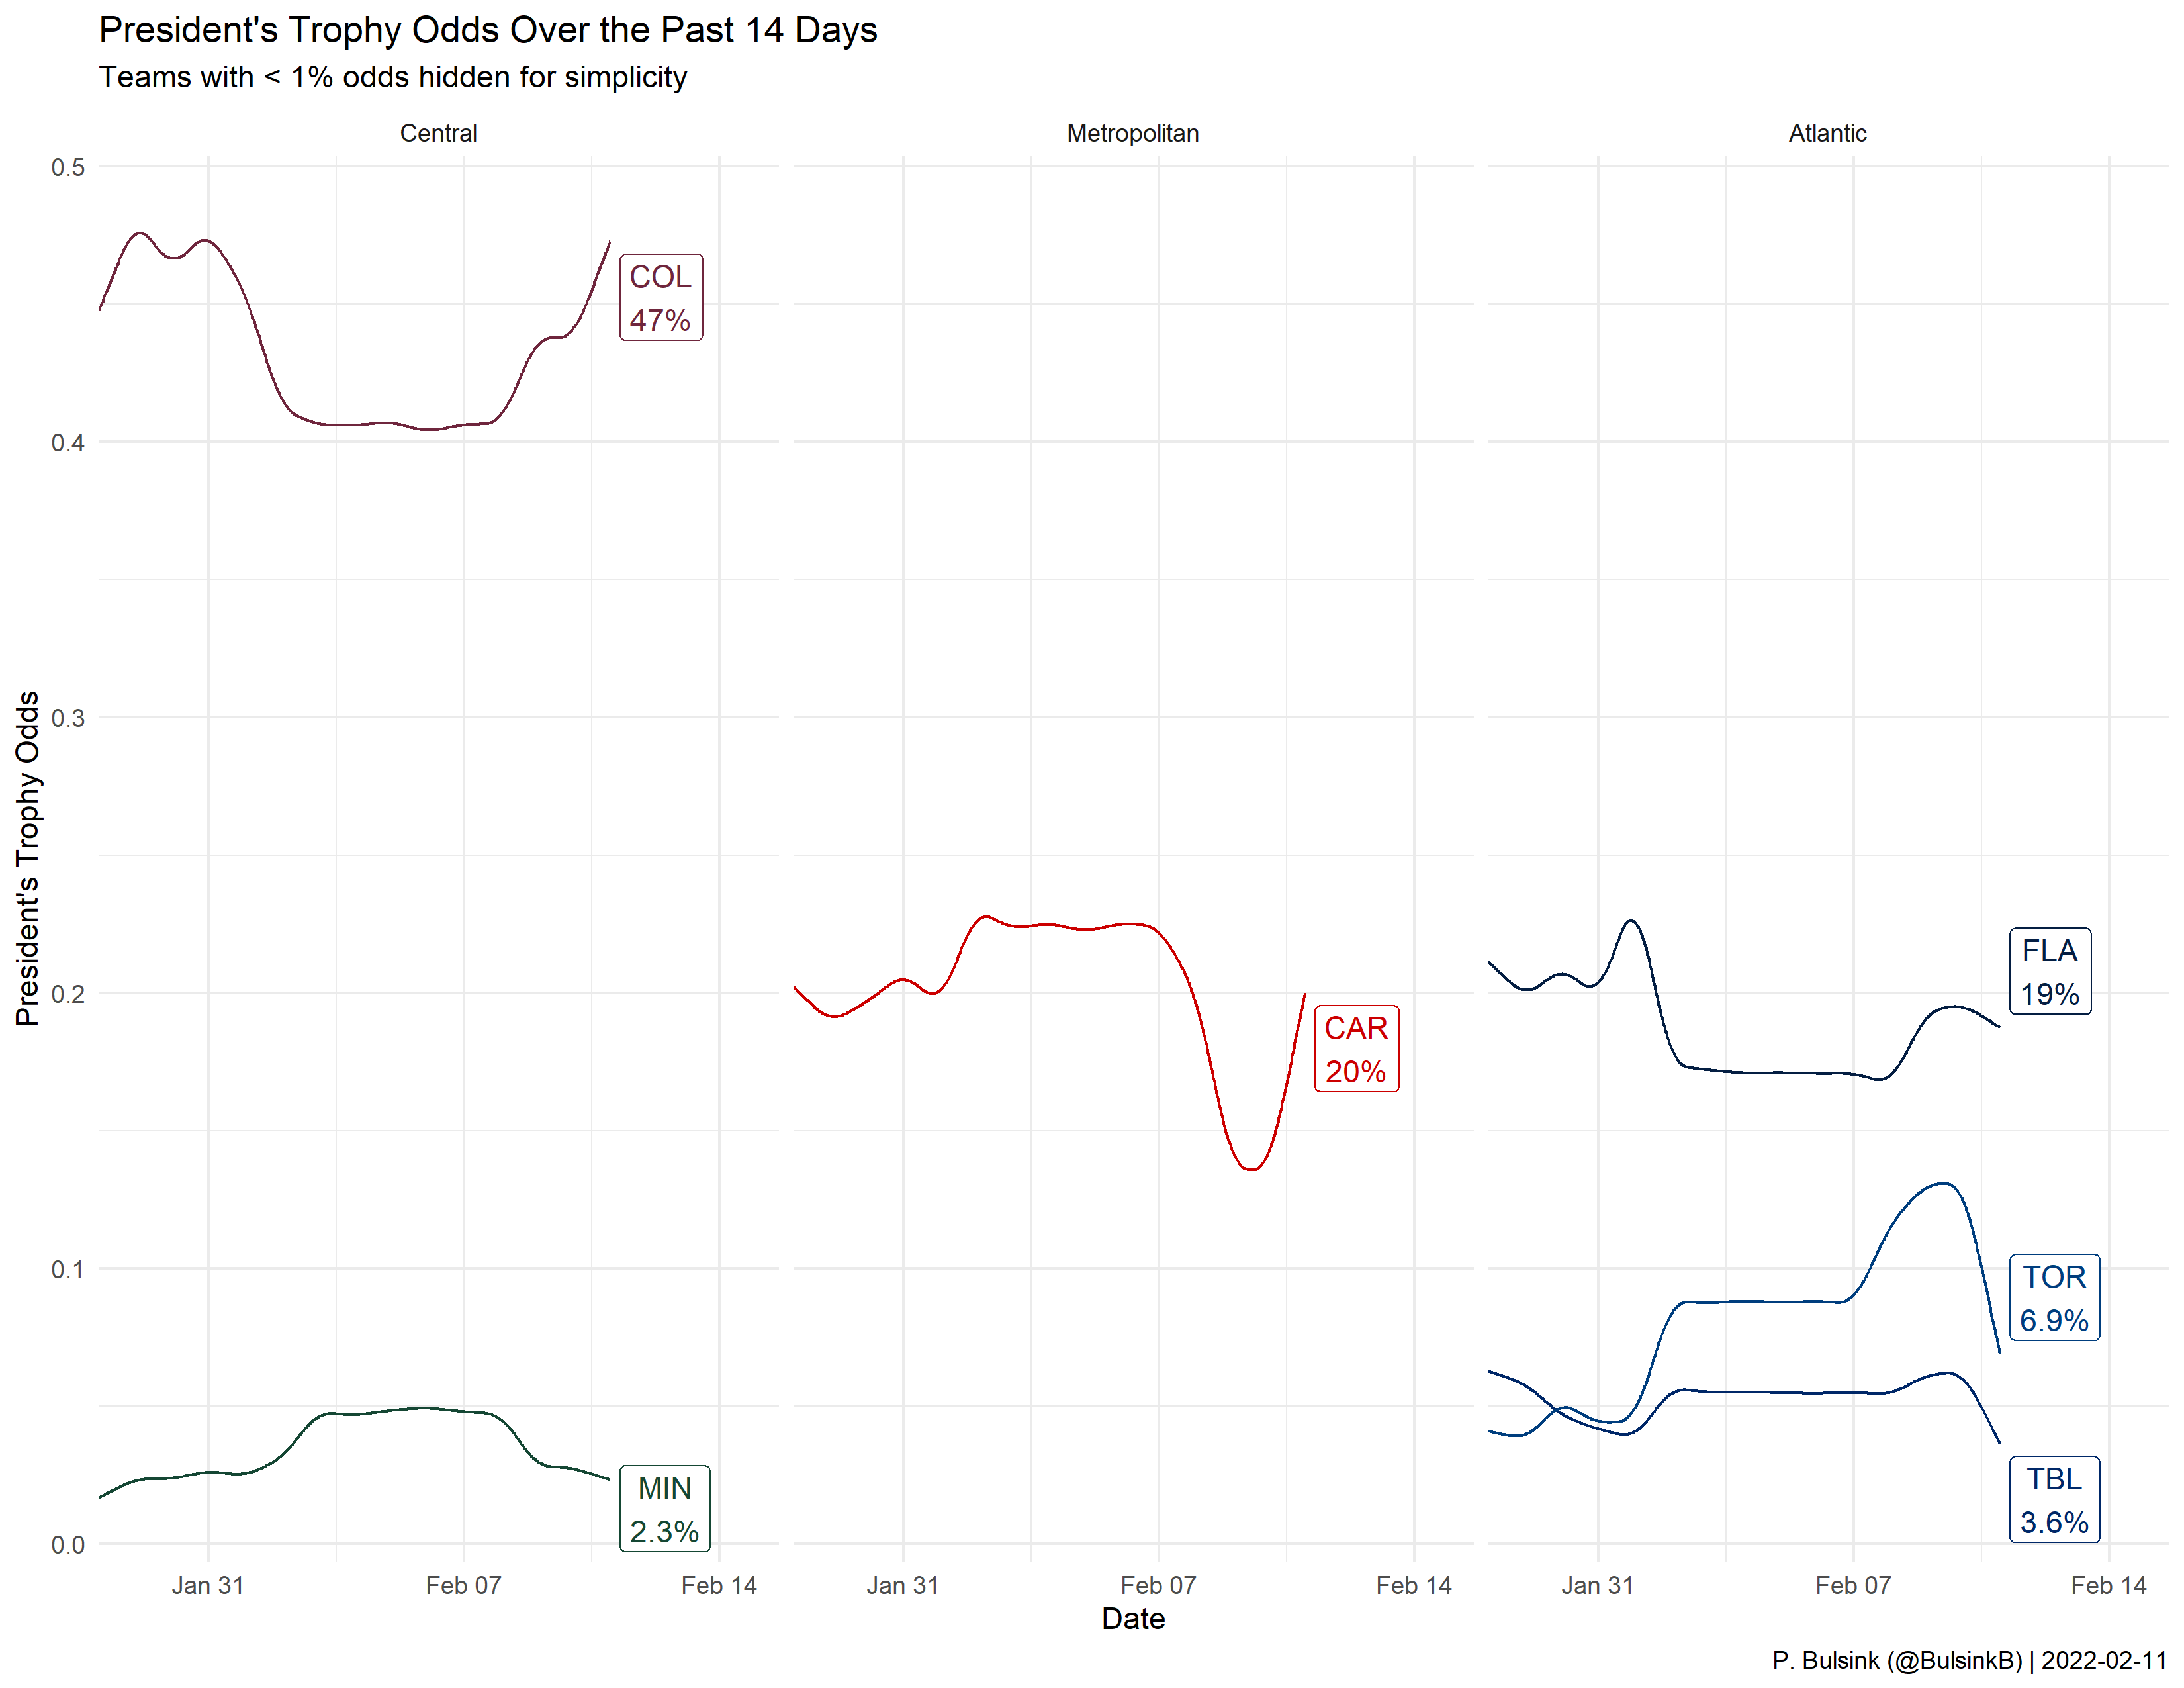 President's Trophy Odds Over the Past 14 Days
Teams with < 1% odds hidden for simplicity
Central
Metropolitan
Atlantic
President's Trophy Odds
0.5
0.4
0.3
0.2
0.1
0.0
COL
47%
MIN
2.3%
CAR
20%
FLA
19%
TOR
6.9%
TBL
3.6%
Jan 31
Feb 07
Feb 14
Jan 31
Feb 07
Feb 14
Jan 31
Feb 07
Feb 14
Date
P. Bulsink (@BulsinkB) | 2022-02-11